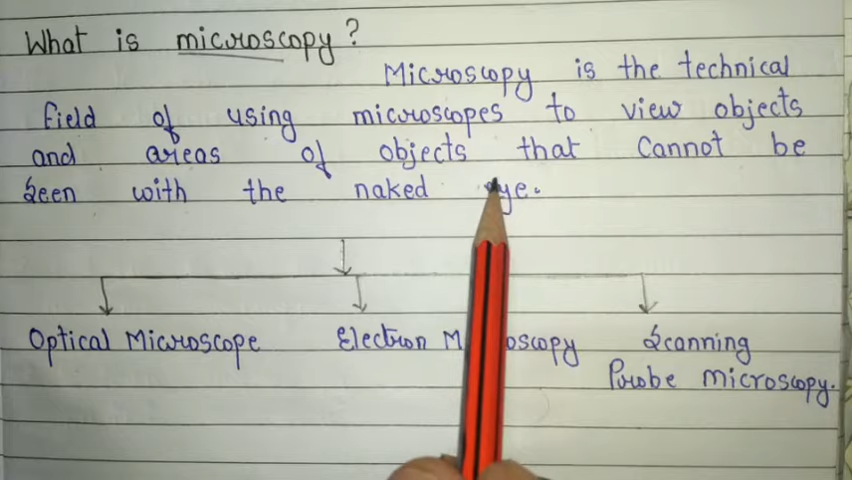 What is microscopy?
Microscopy is the technical
field of using microscopes to view objects
and areas of objects that cannot be
seen with the naked eye.
Optical Microscope Electron Microscopy Scanning
Probe microscopy.